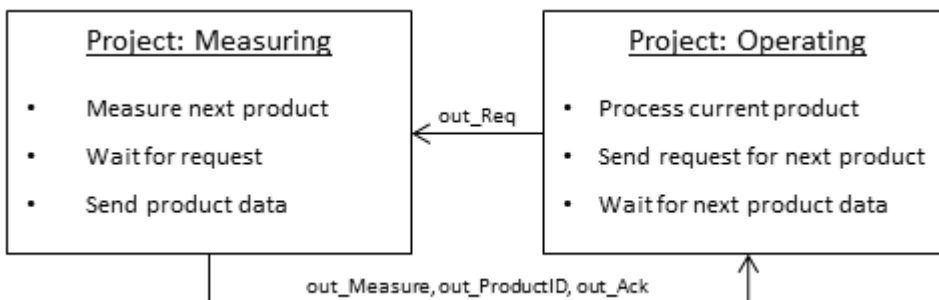 Project: Measuring
• Measure next product
• Wait for request
• Send product data
out_Req
Project: Operating
• Process current product
• Send request for next product
• Wait for next product data
out_Measure, out_ProductID, out_Ack